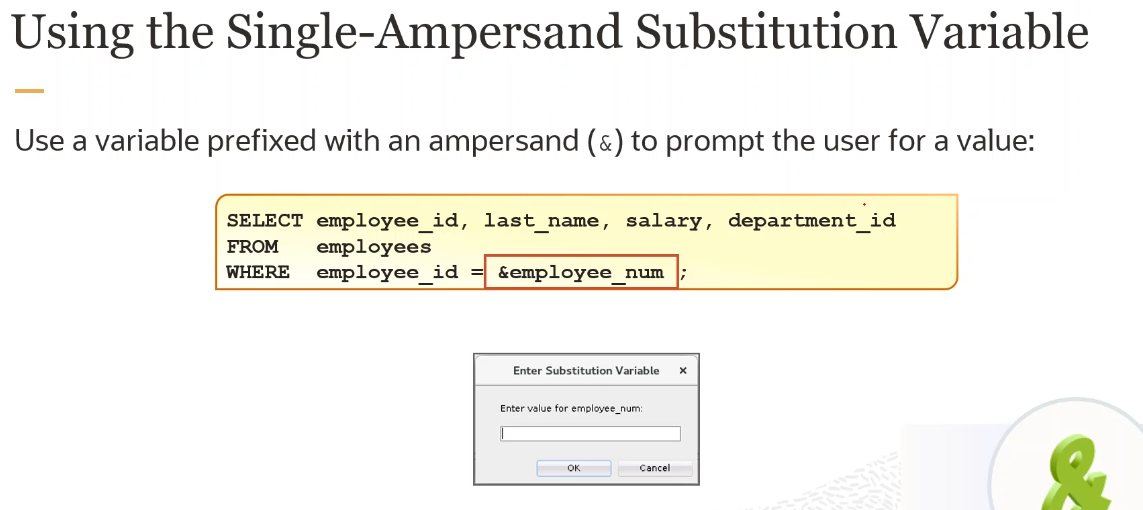 Using the Single-Ampersand Substitution Variable
Use a variable prefixed with an ampersand (&) to prompt the user for a value:
SELECT employee_id, last_name, salary, department_id
FROM employees
WHERE employee_id = &employee_num ;
Enter Substitution Variable ×
Enter value for employee_num:
OK Cancel
&